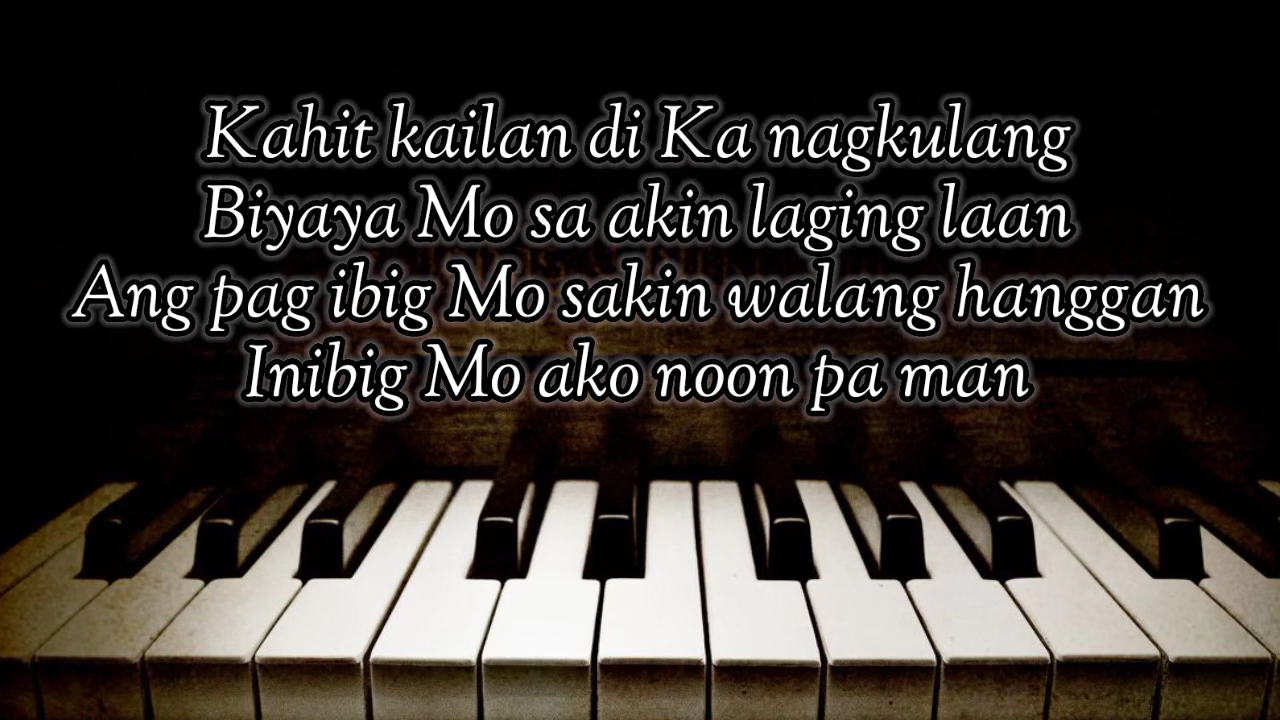 Kahit kailan di Ka nagkulang
Biyaya Mo sa akin laging laan
Ang pag ibig Mo sakin walang hanggan
Inibig Mo ako noon pa man